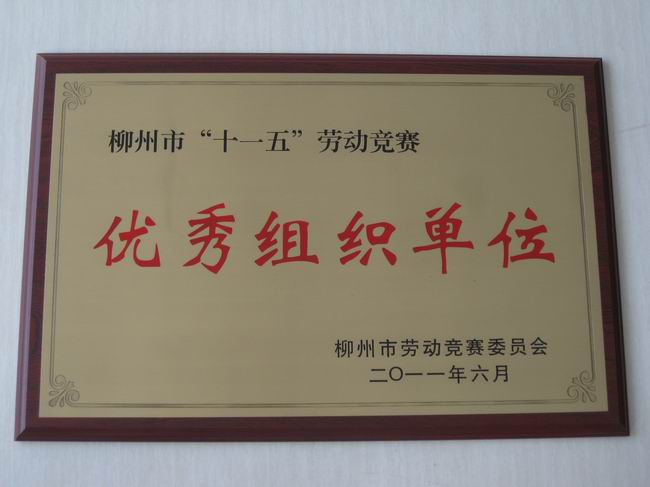 柳州市“十一五”劳动竞赛
优秀组织单位
柳州市劳动竞赛委员会
二〇一一年六月